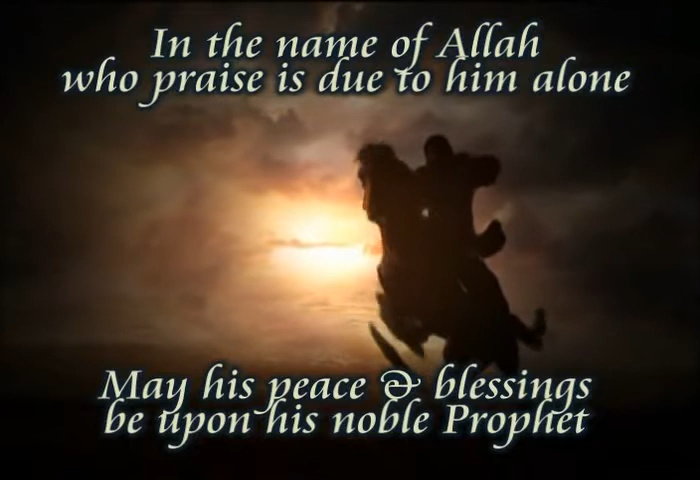 In the name of Allah
who praise is due to him alone
May his peace & blessings
be upon his noble Prophet